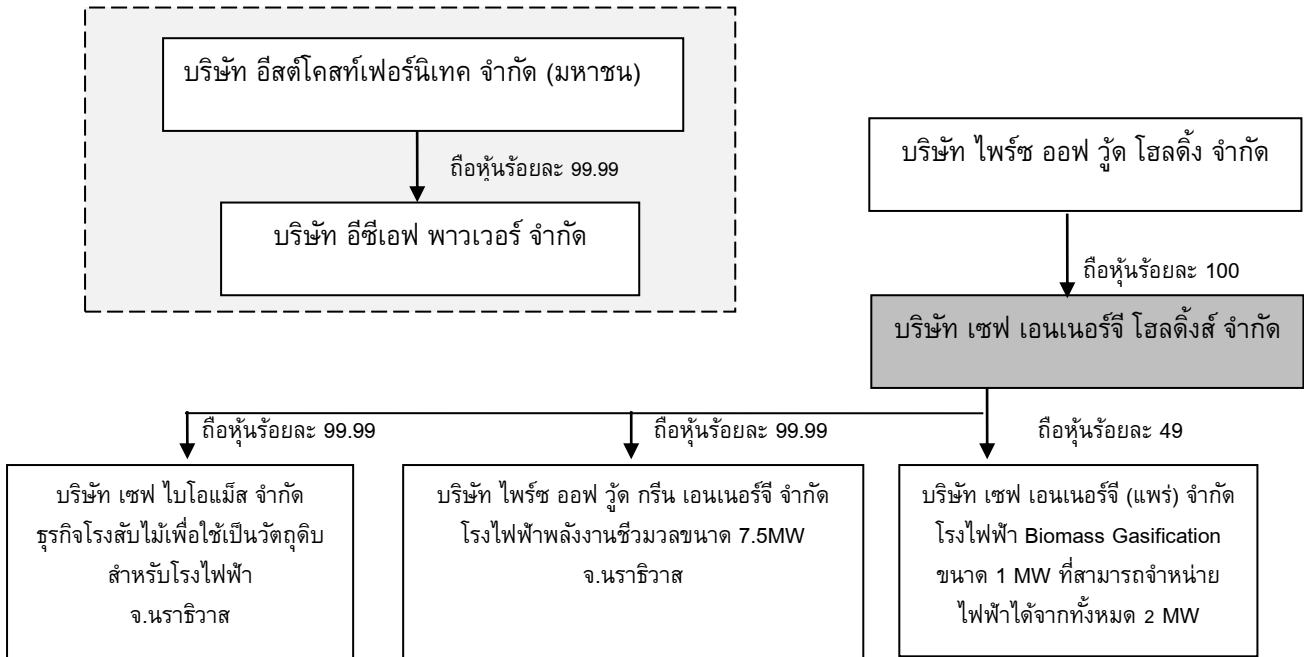 บริษัท อีสต์โคสท์เฟอร์นิเทค จำกัด (มหาชน)
ถือหุ้นร้อยละ 99.99
บริษัท อีซีเอฟ พาวเวอร์ จำกัด
บริษัท ไพร์ซ ออฟ วู้ด โฮลดิ้ง จำกัด
ถือหุ้นร้อยละ 100
บริษัท เซฟ เอนเนอร์จี โฮลดิ้งส์ จำกัด
ถือหุ้นร้อยละ 99.99
ถือหุ้นร้อยละ 99.99
ถือหุ้นร้อยละ 49
บริษัท เซฟ ไบโอแม็ส จำกัด
ธุรกิจโรงสับไม้เพื่อใช้เป็นวัตถุดิบ
สำหรับโรงไฟฟ้า
จ.นราธิวาส
บริษัท ไพร์ซ ออฟ วู้ด กรีน เอนเนอร์จี จำกัด
โรงไฟฟ้าพลังงานชีวมวลขนาด 7.5MW
จ.นราธิวาส
บริษัท เซฟ เอนเนอร์จี (แพร่) จำกัด
โรงไฟฟ้า Biomass Gasification
ขนาด 1 MW ที่สามารถจำหน่าย
ไฟฟ้าได้จากทั้งหมด 2 MW